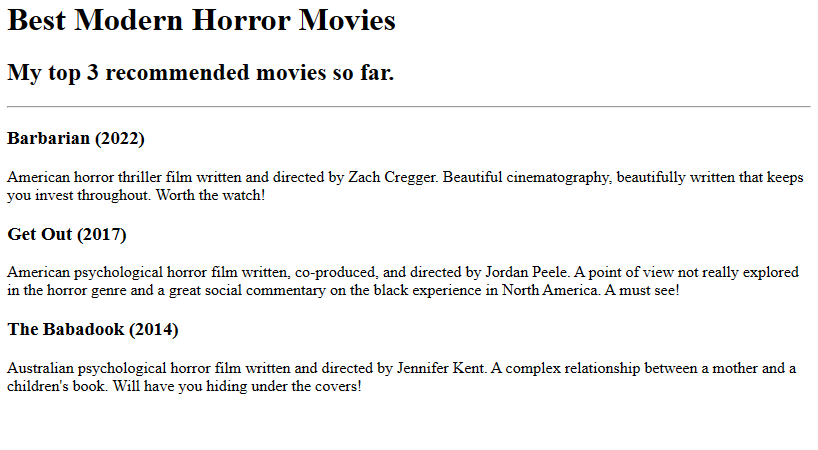 Best Modern Horror Movies
My top 3 recommended movies so far.
Barbarian (2022)
American horror thriller film written and directed by Zach Cregger. Beautiful cinematography, beautifully written that keeps
you invest throughout. Worth the watch!
Get Out (2017)
American psychological horror film written, co-produced, and directed by Jordan Peele. A point of view not really explored
in the horror genre and a great social commentary on the black experience in North America. A must see!
The Babadook (2014)
Australian psychological horror film written and directed by Jennifer Kent. A complex relationship between a mother and a
children's book. Will have you hiding under the covers!